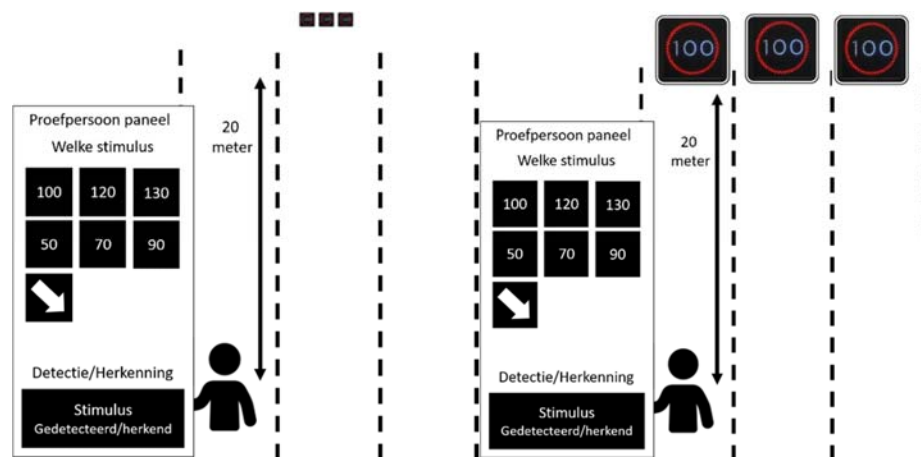 Proefpersoon paneel
Welke stimulus
100 120 130
50 70 90
Detectie/Herkenning
Stimulus
Gedetecteerd/herkend
20
meter
100 100 100
Proefpersoon paneel
Welke stimulus
100 120 130
50 70 90
Detectie/Herkenning
Stimulus
Gedetecteerd/herkend
20
meter